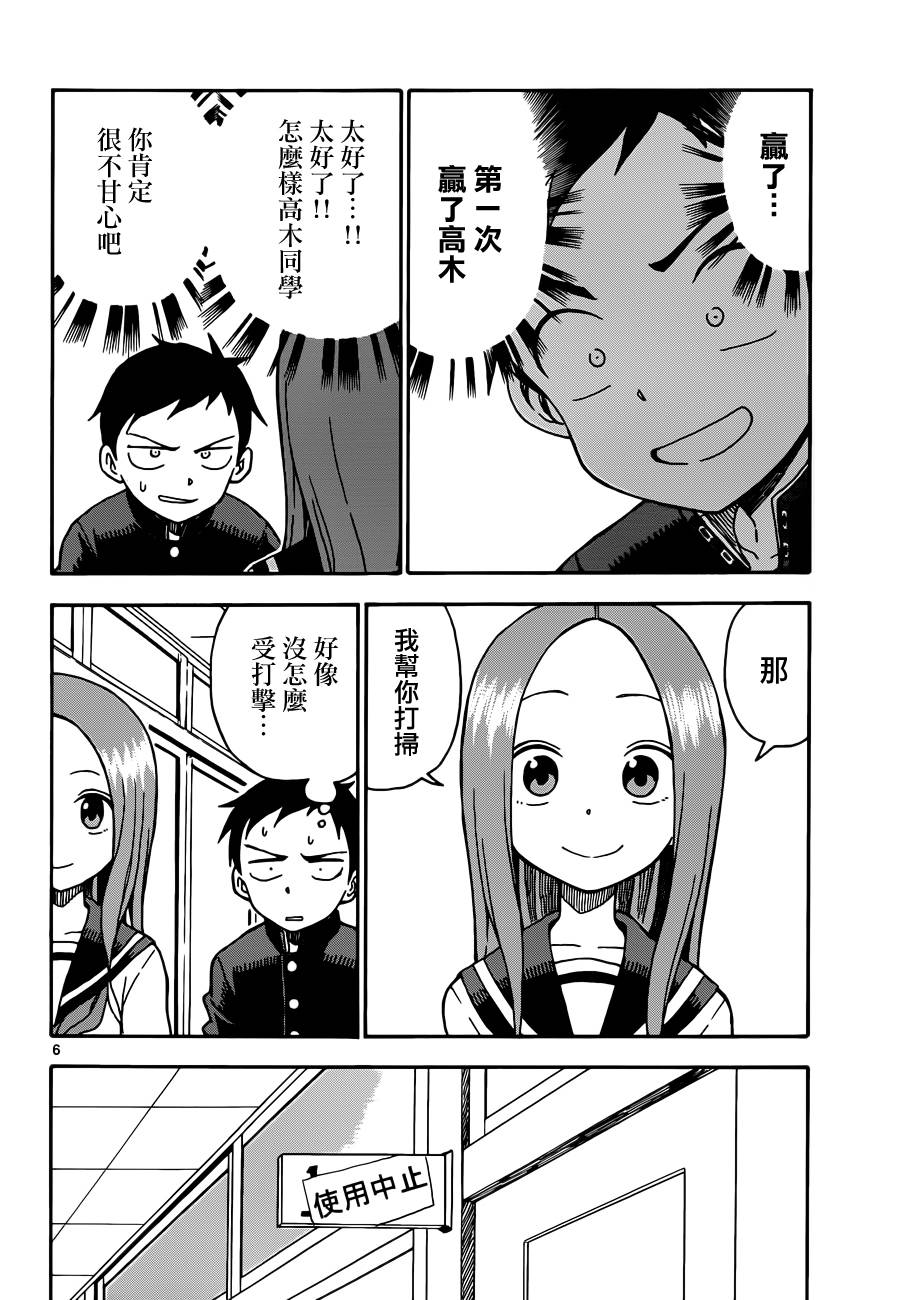 贏了…
第一次
贏了高木
太好了…!!
太好了!!
怎麼樣高木同學
你肯定
很不甘心吧
那
我幫你打掃
好像
沒怎麼
受打擊…
6
使用中止